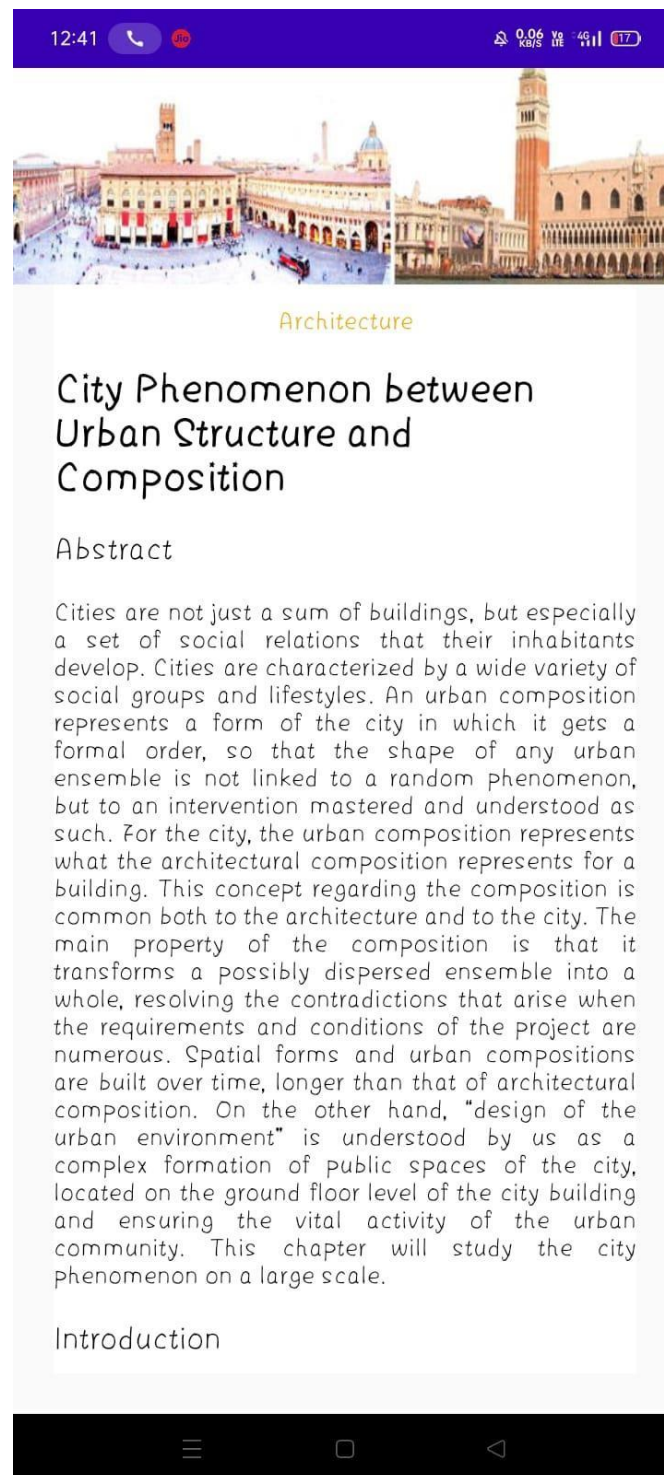 12:41 Jio 0.06 KB/S Vo LTE 4G 17
Architecture
City Phenomenon between
Urban Structure and
Composition
Abstract
Cities are not just a sum of buildings, but especially
a set of social relations that their inhabitants
develop. Cities are characterized by a wide variety of
social groups and lifestyles. An urban composition
represents a form of the city in which it gets a
formal order, so that the shape of any urban
ensemble is not linked to a random phenomenon,
but to an intervention mastered and understood as
such. For the city, the urban composition represents
what the architectural composition represents for a
building. This concept regarding the composition is
common both to the architecture and to the city. The
main property of the composition is that it
transforms a possibly dispersed ensemble into a
whole, resolving the contradictions that arise when
the requirements and conditions of the project are
numerous. Spatial forms and urban compositions
are built over time, longer than that of architectural
composition. On the other hand, “design of the
urban environment” is understood by us as a
complex formation of public spaces of the city,
located on the ground floor level of the city building
and ensuring the vital activity of the urban
community. This chapter will study the city
phenomenon on a large scale.
Introduction